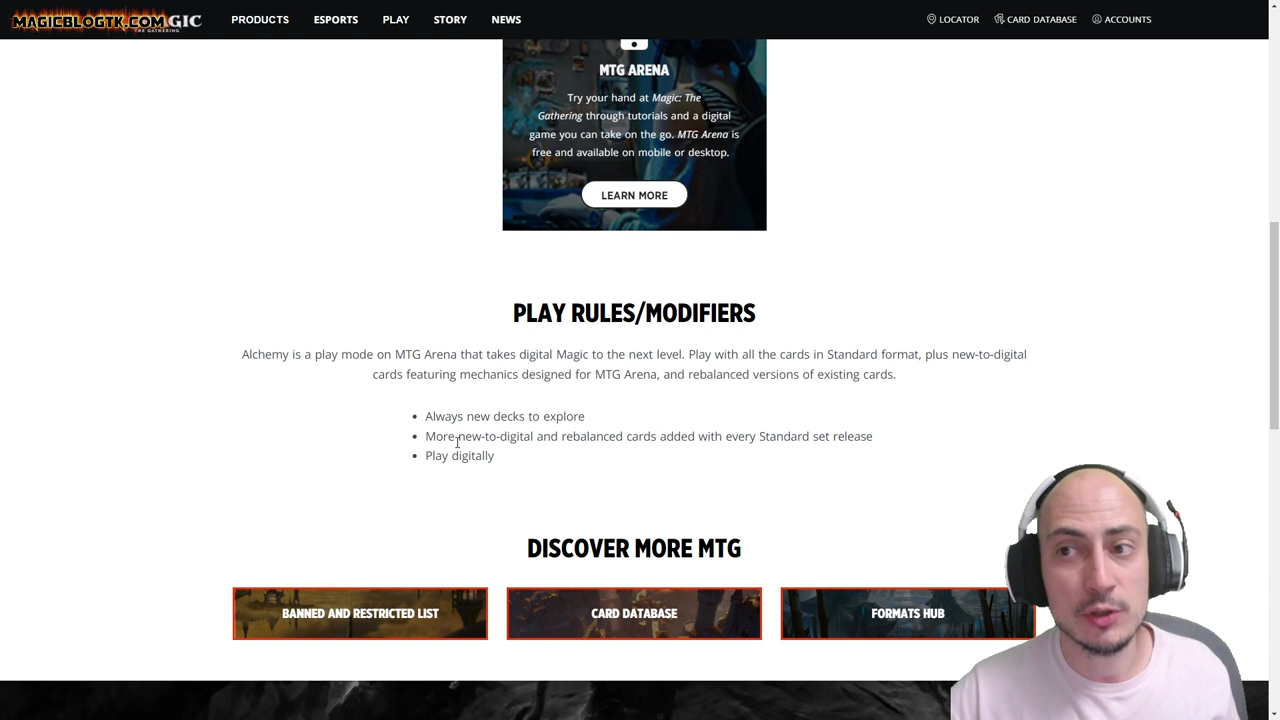 MAGICBLOGTK.COM GIC
THE GATHERING
PRODUCTS ESPORTS PLAY STORY NEWS
LOCATOR CARD DATABASE ACCOUNTS
MTG ARENA
Try your hand at Magic: The
Gathering through tutorials and a digital
game you can take on the go. MTG Arena is
free and available on mobile or desktop.
LEARN MORE
PLAY RULES/MODIFIERS
Alchemy is a play mode on MTG Arena that takes digital Magic to the next level. Play with all the cards in Standard format, plus new-to-digital
cards featuring mechanics designed for MTG Arena, and rebalanced versions of existing cards.
• Always new decks to explore
• More new-to-digital and rebalanced cards added with every Standard set release
• Play digitally
DISCOVER MORE MTG
BANNED AND RESTRICTED LIST
CARD DATABASE
FORMATS HUB